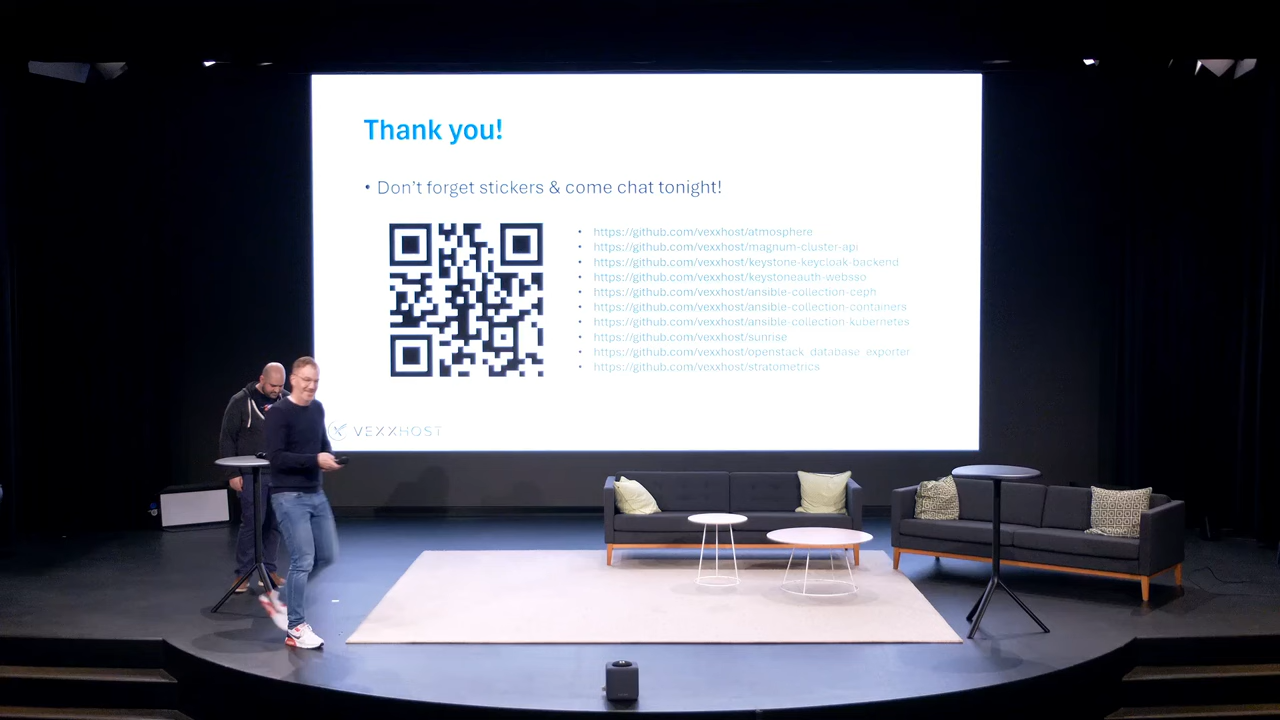 Thank you!
• Don't forget stickers & come chat tonight!
• https://github.com/vexxhost/atmosphere
• https://github.com/vexxhost/magnum-cluster-api
• https://github.com/vexxhost/keystone-keycloak-backend
• https://github.com/vexxhost/keystoneauth-websso
• https://github.com/vexxhost/ansible-collection-ceph
• https://github.com/vexxhost/ansible-collection-containers
• https://github.com/vexxhost/ansible-collection-kubernetes
• https://github.com/vexxhost/sunrise
• https://github.com/vexxhost/openstack_database_exporter
• https://github.com/vexxhost/stratometrics
VEXXHOST